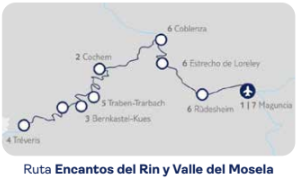 6 Coblenza
2 Cochem
6 Estrecho de Loreley
5 Traben-Trarbach
1 | 7 Maguncia
6 Rüdesheim
3 Bernkastel-Kues
4 Tréveris
Ruta Encantos del Rin y Valle del Mosela